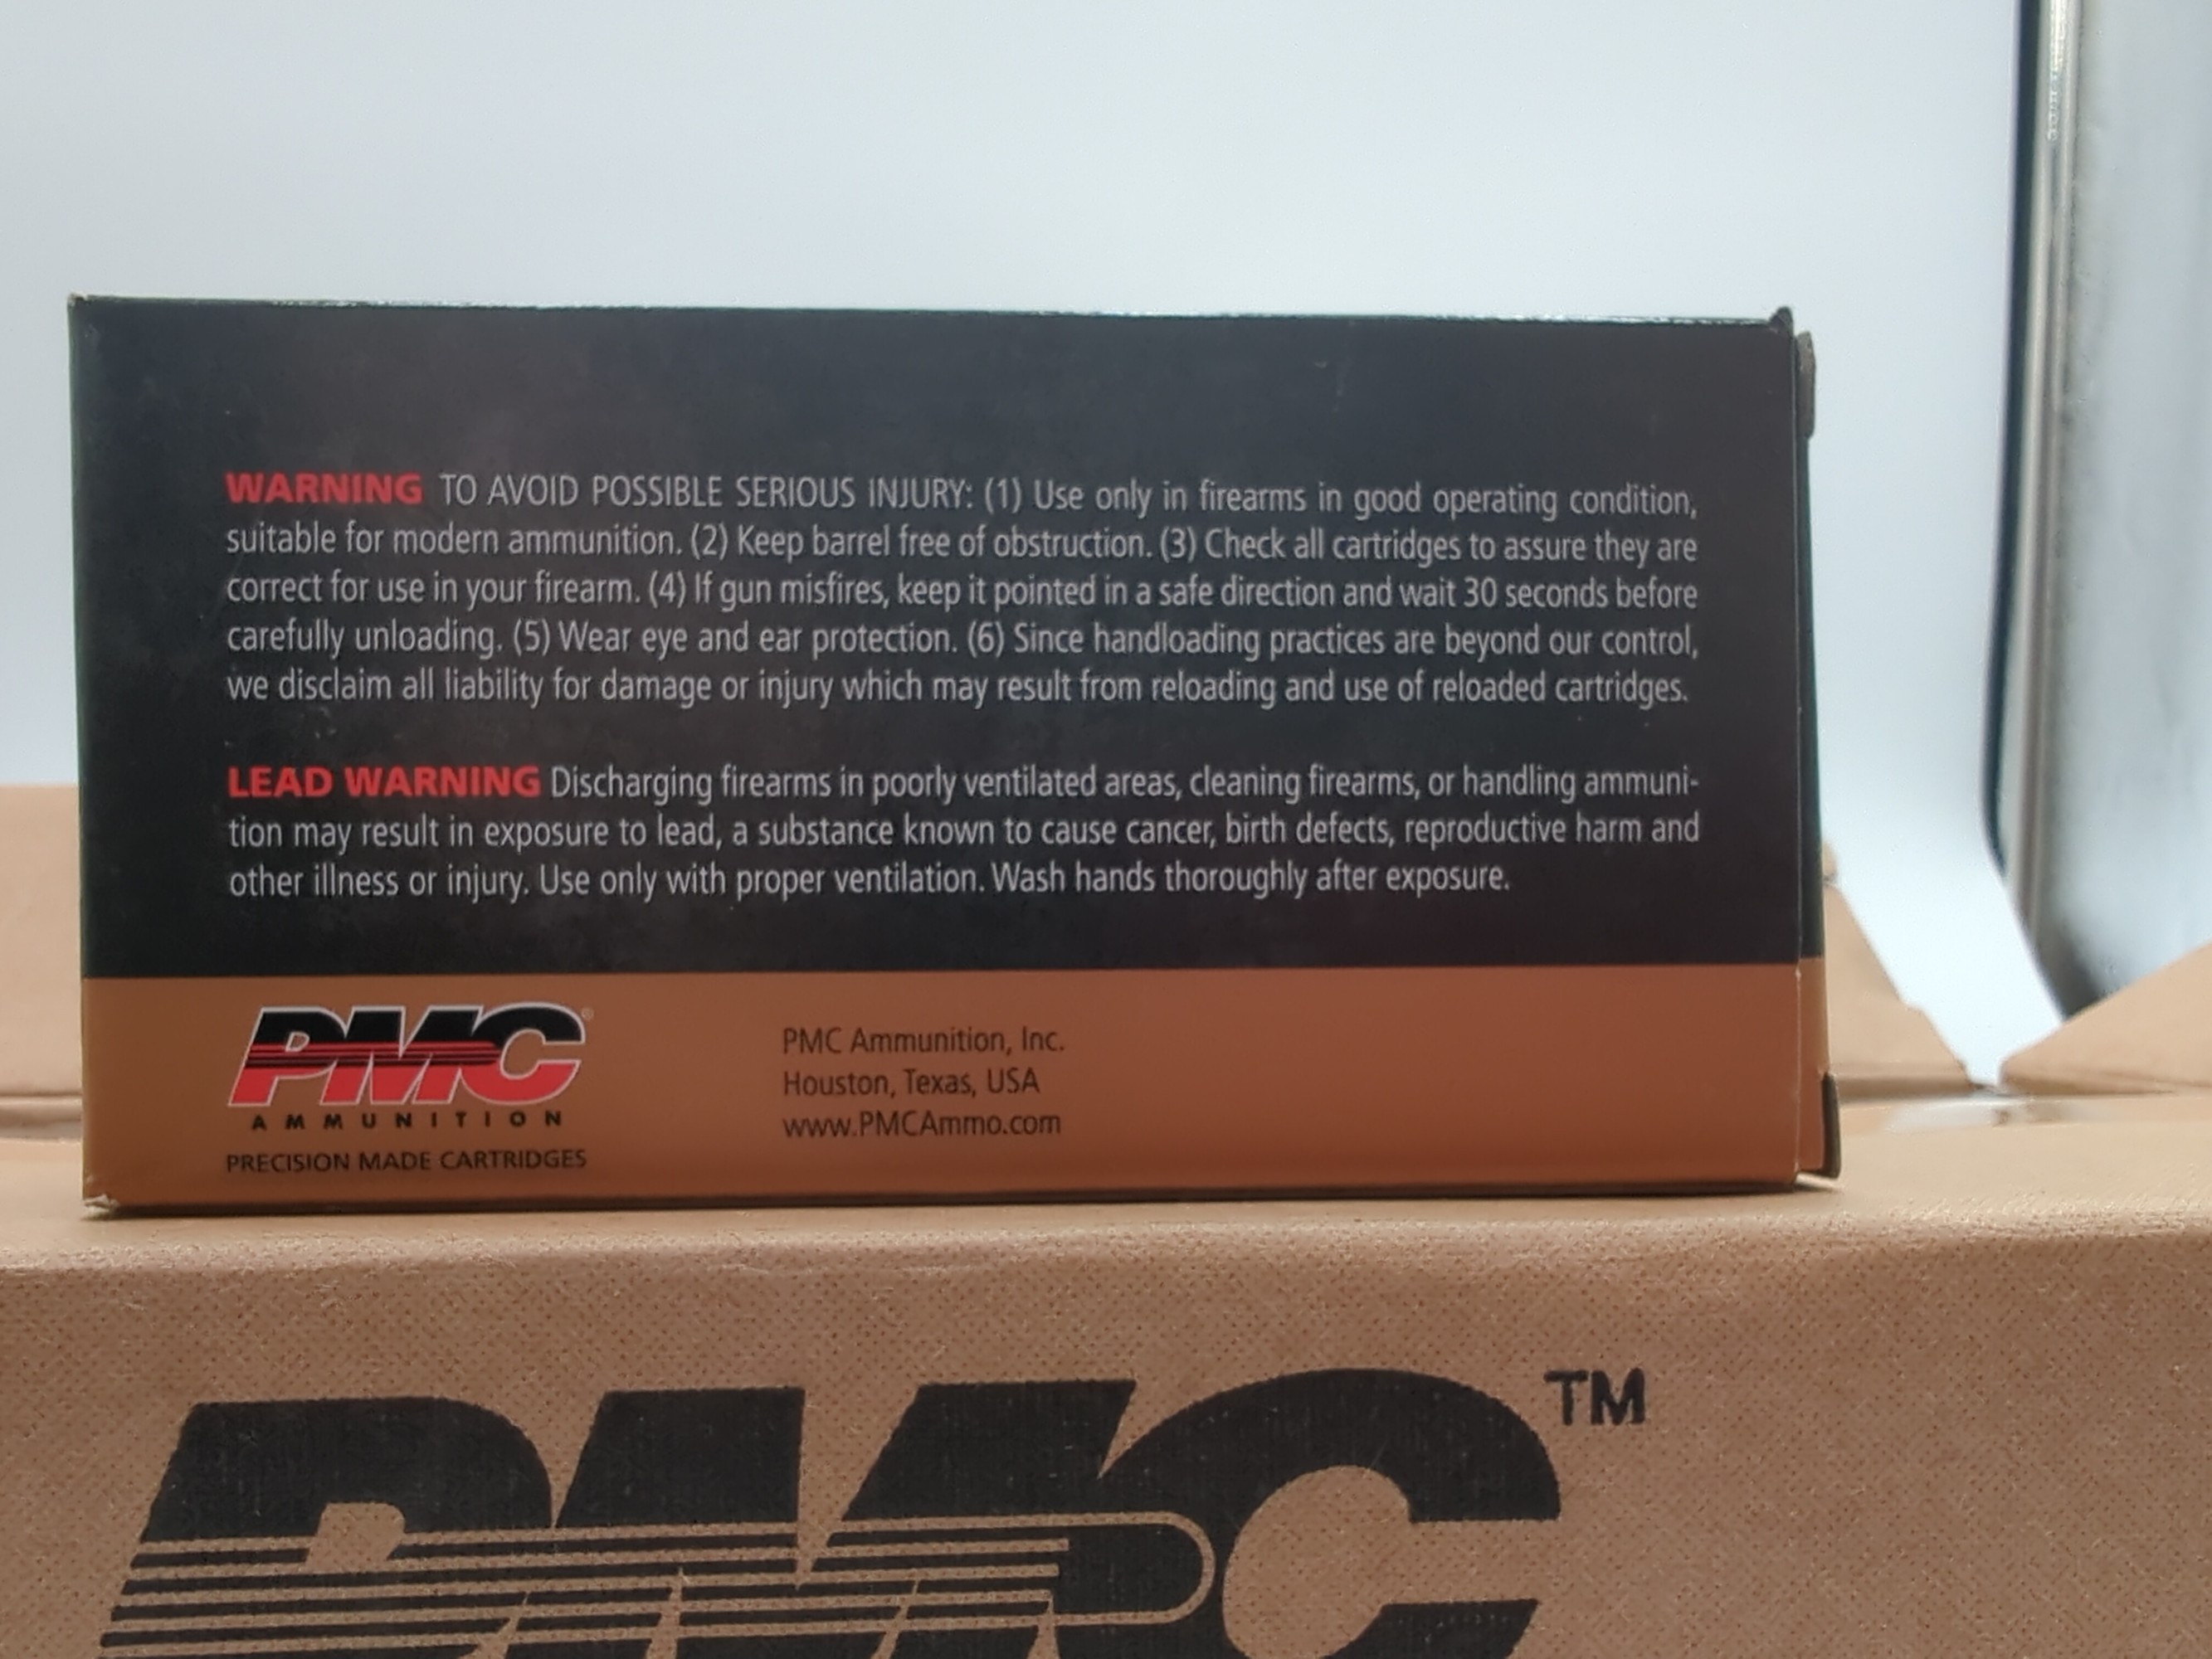 WARNING TO AVOID POSSIBLE SERIOUS INJURY: (1) Use only in firearms in good operating condition,
suitable for modern ammunition. (2) Keep barrel free of obstruction. (3) Check all cartridges to assure they are
correct for use in your firearm. (4) If gun misfires, keep it pointed in a safe direction and wait 30 seconds before
carefully unloading. (5) Wear eye and ear protection. (6) Since handloading practices are beyond our control,
we disclaim all liability for damage or injury which may result from reloading and use of reloaded cartridges.
LEAD WARNING Discharging firearms in poorly ventilated areas, cleaning firearms, or handling ammuni-
tion may result in exposure to lead, a substance known to cause cancer, birth defects, reproductive harm and
other illness or injury. Use only with proper ventilation. Wash hands thoroughly after exposure.
PMC®
AMMUNITION
PRECISION MADE CARTRIDGES
PMC Ammunition, Inc.
Houston, Texas, USA
www.PMCAmmo.com
PMC™